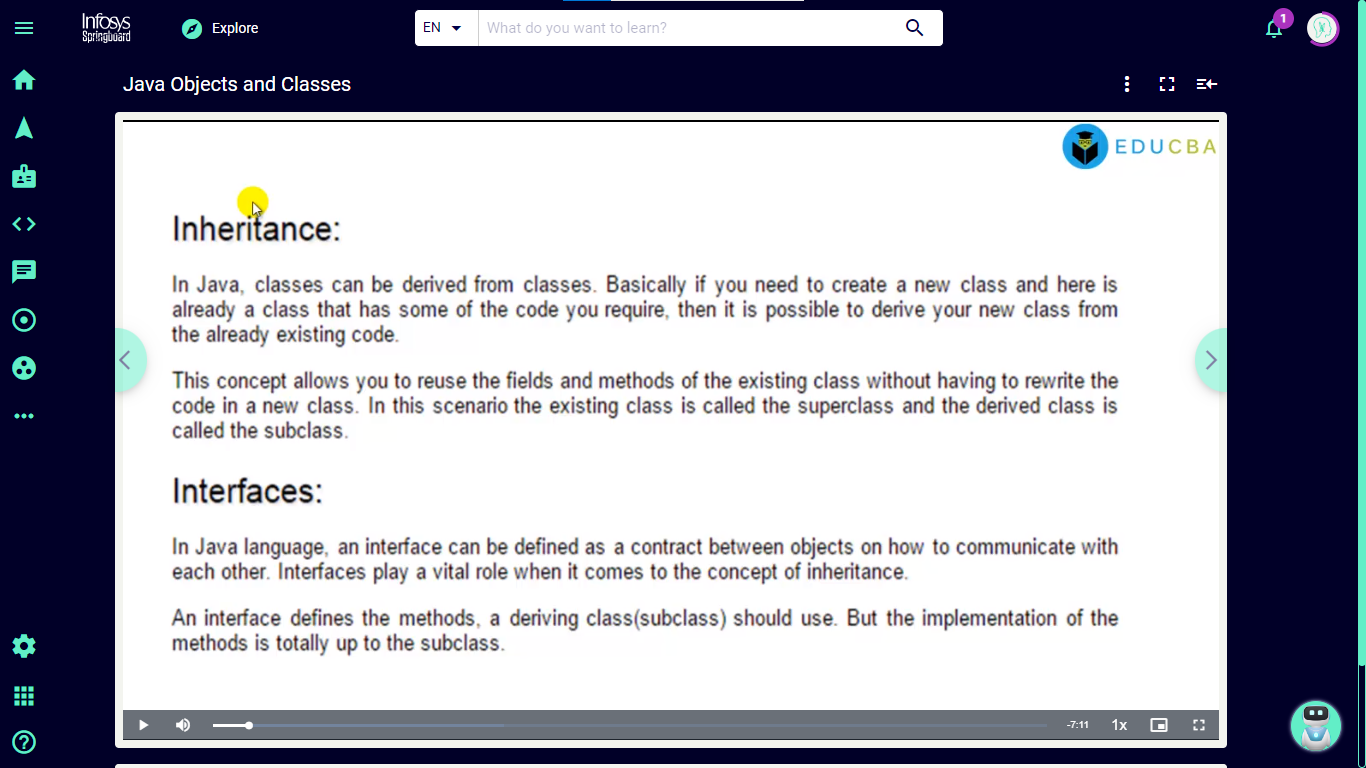 Infosys
Springboard
Explore
EN
What do you want to learn?
1
Java Objects and Classes
EDUCBA
Inheritance:
In Java, classes can be derived from classes. Basically if you need to create a new class and here is
already a class that has some of the code you require, then it is possible to derive your new class from
the already existing code.
This concept allows you to reuse the fields and methods of the existing class without having to rewrite the
code in a new class. In this scenario the existing class is called the superclass and the derived class is
called the subclass.
Interfaces:
In Java language, an interface can be defined as a contract between objects on how to communicate with
each other. Interfaces play a vital role when it comes to the concept of inheritance.
An interface defines the methods, a deriving class(subclass) should use. But the implementation of the
methods is totally up to the subclass.
-7:11
1x